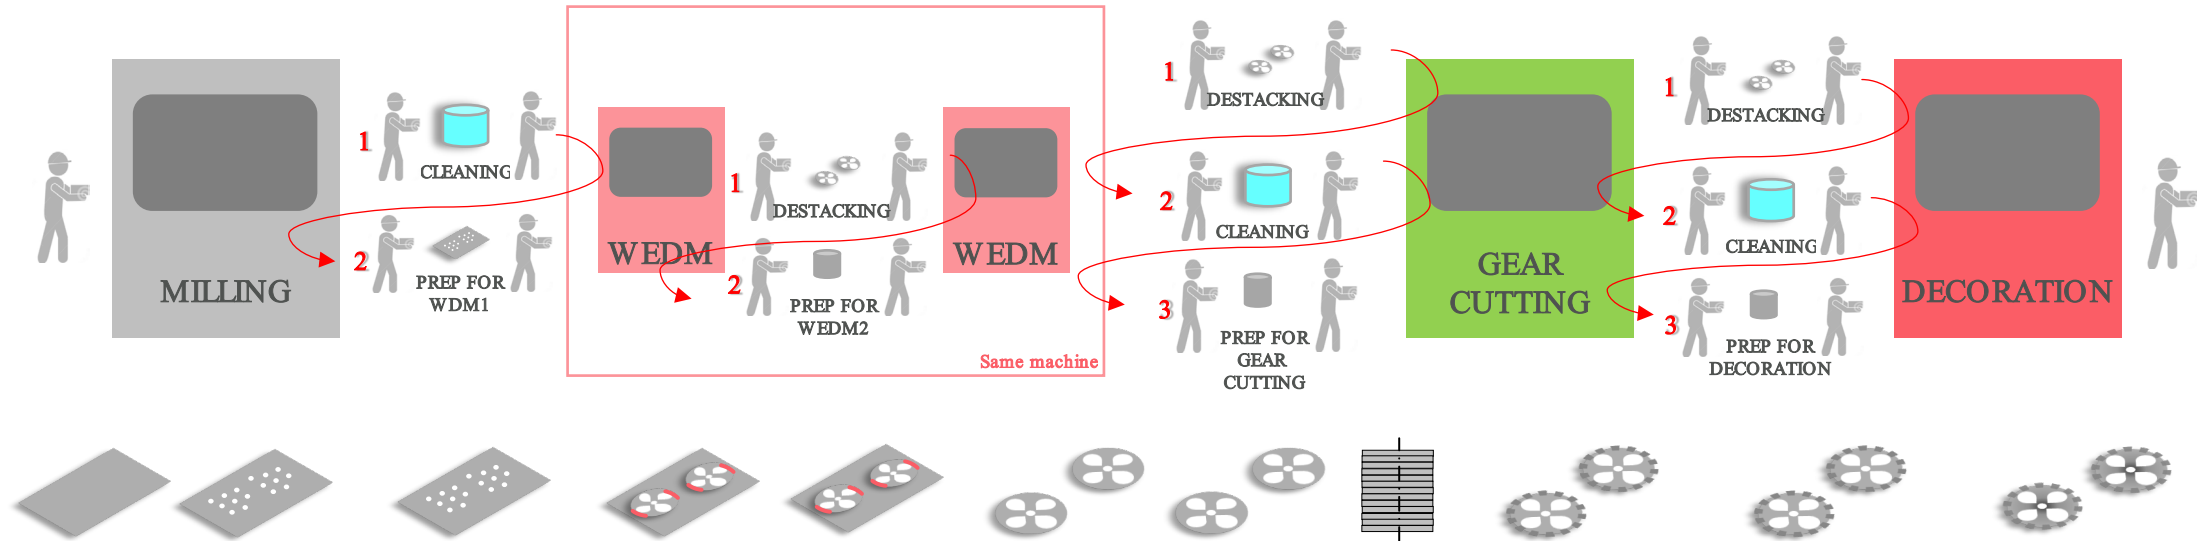 MILLING
1
CLEANING
2
PREP FOR
WDM1
WEDM
1
DESTACKING
2
PREP FOR
WEDM2
WEDM
Same machine
1
DESTACKING
2
CLEANING
3
PREP FOR
GEAR
CUTTING
GEAR
CUTTING
1
DESTACKING
2
CLEANING
3
PREP FOR
DECORATION
DECORATION